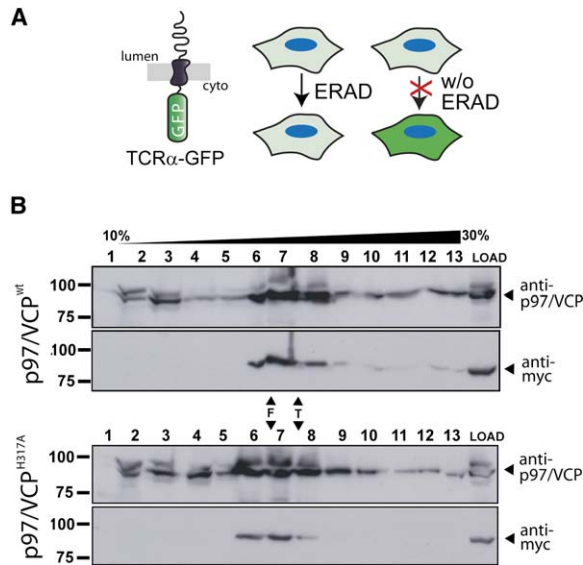 A
lumen
cyto
GFP
TCRα-GFP
ERAD
w/o
ERAD
B
10% 30%
1 2 3 4 5 6 7 8 9 10 11 12 13 LOAD
p97/VCPwt
100
75
anti-
p97/VCP
100
75
anti-
myc
F T
1 2 3 4 5 6 7 8 9 10 11 12 13 LOAD
p97/VCPH317A
100
75
anti-
p97/VCP
100
75
anti-
myc